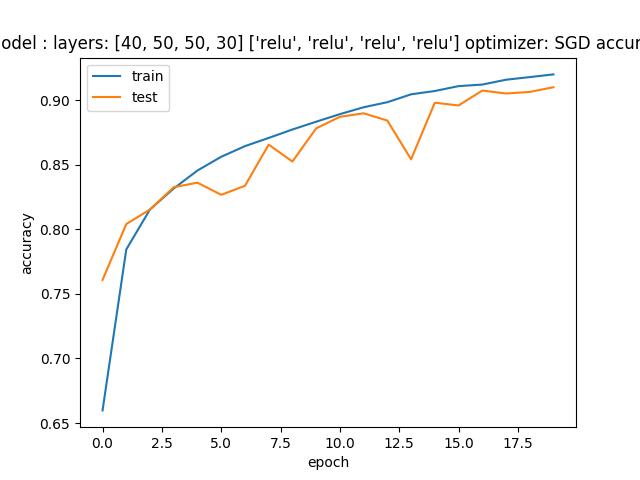 odel : layers: [40, 50, 50, 30] ['relu', 'relu', 'relu', 'relu'] optimizer: SGD accur
train
test
0.90
0.85
0.80
0.75
0.70
0.65
accuracy
0.0 2.5 5.0 7.5 10.0 12.5 15.0 17.5
epoch